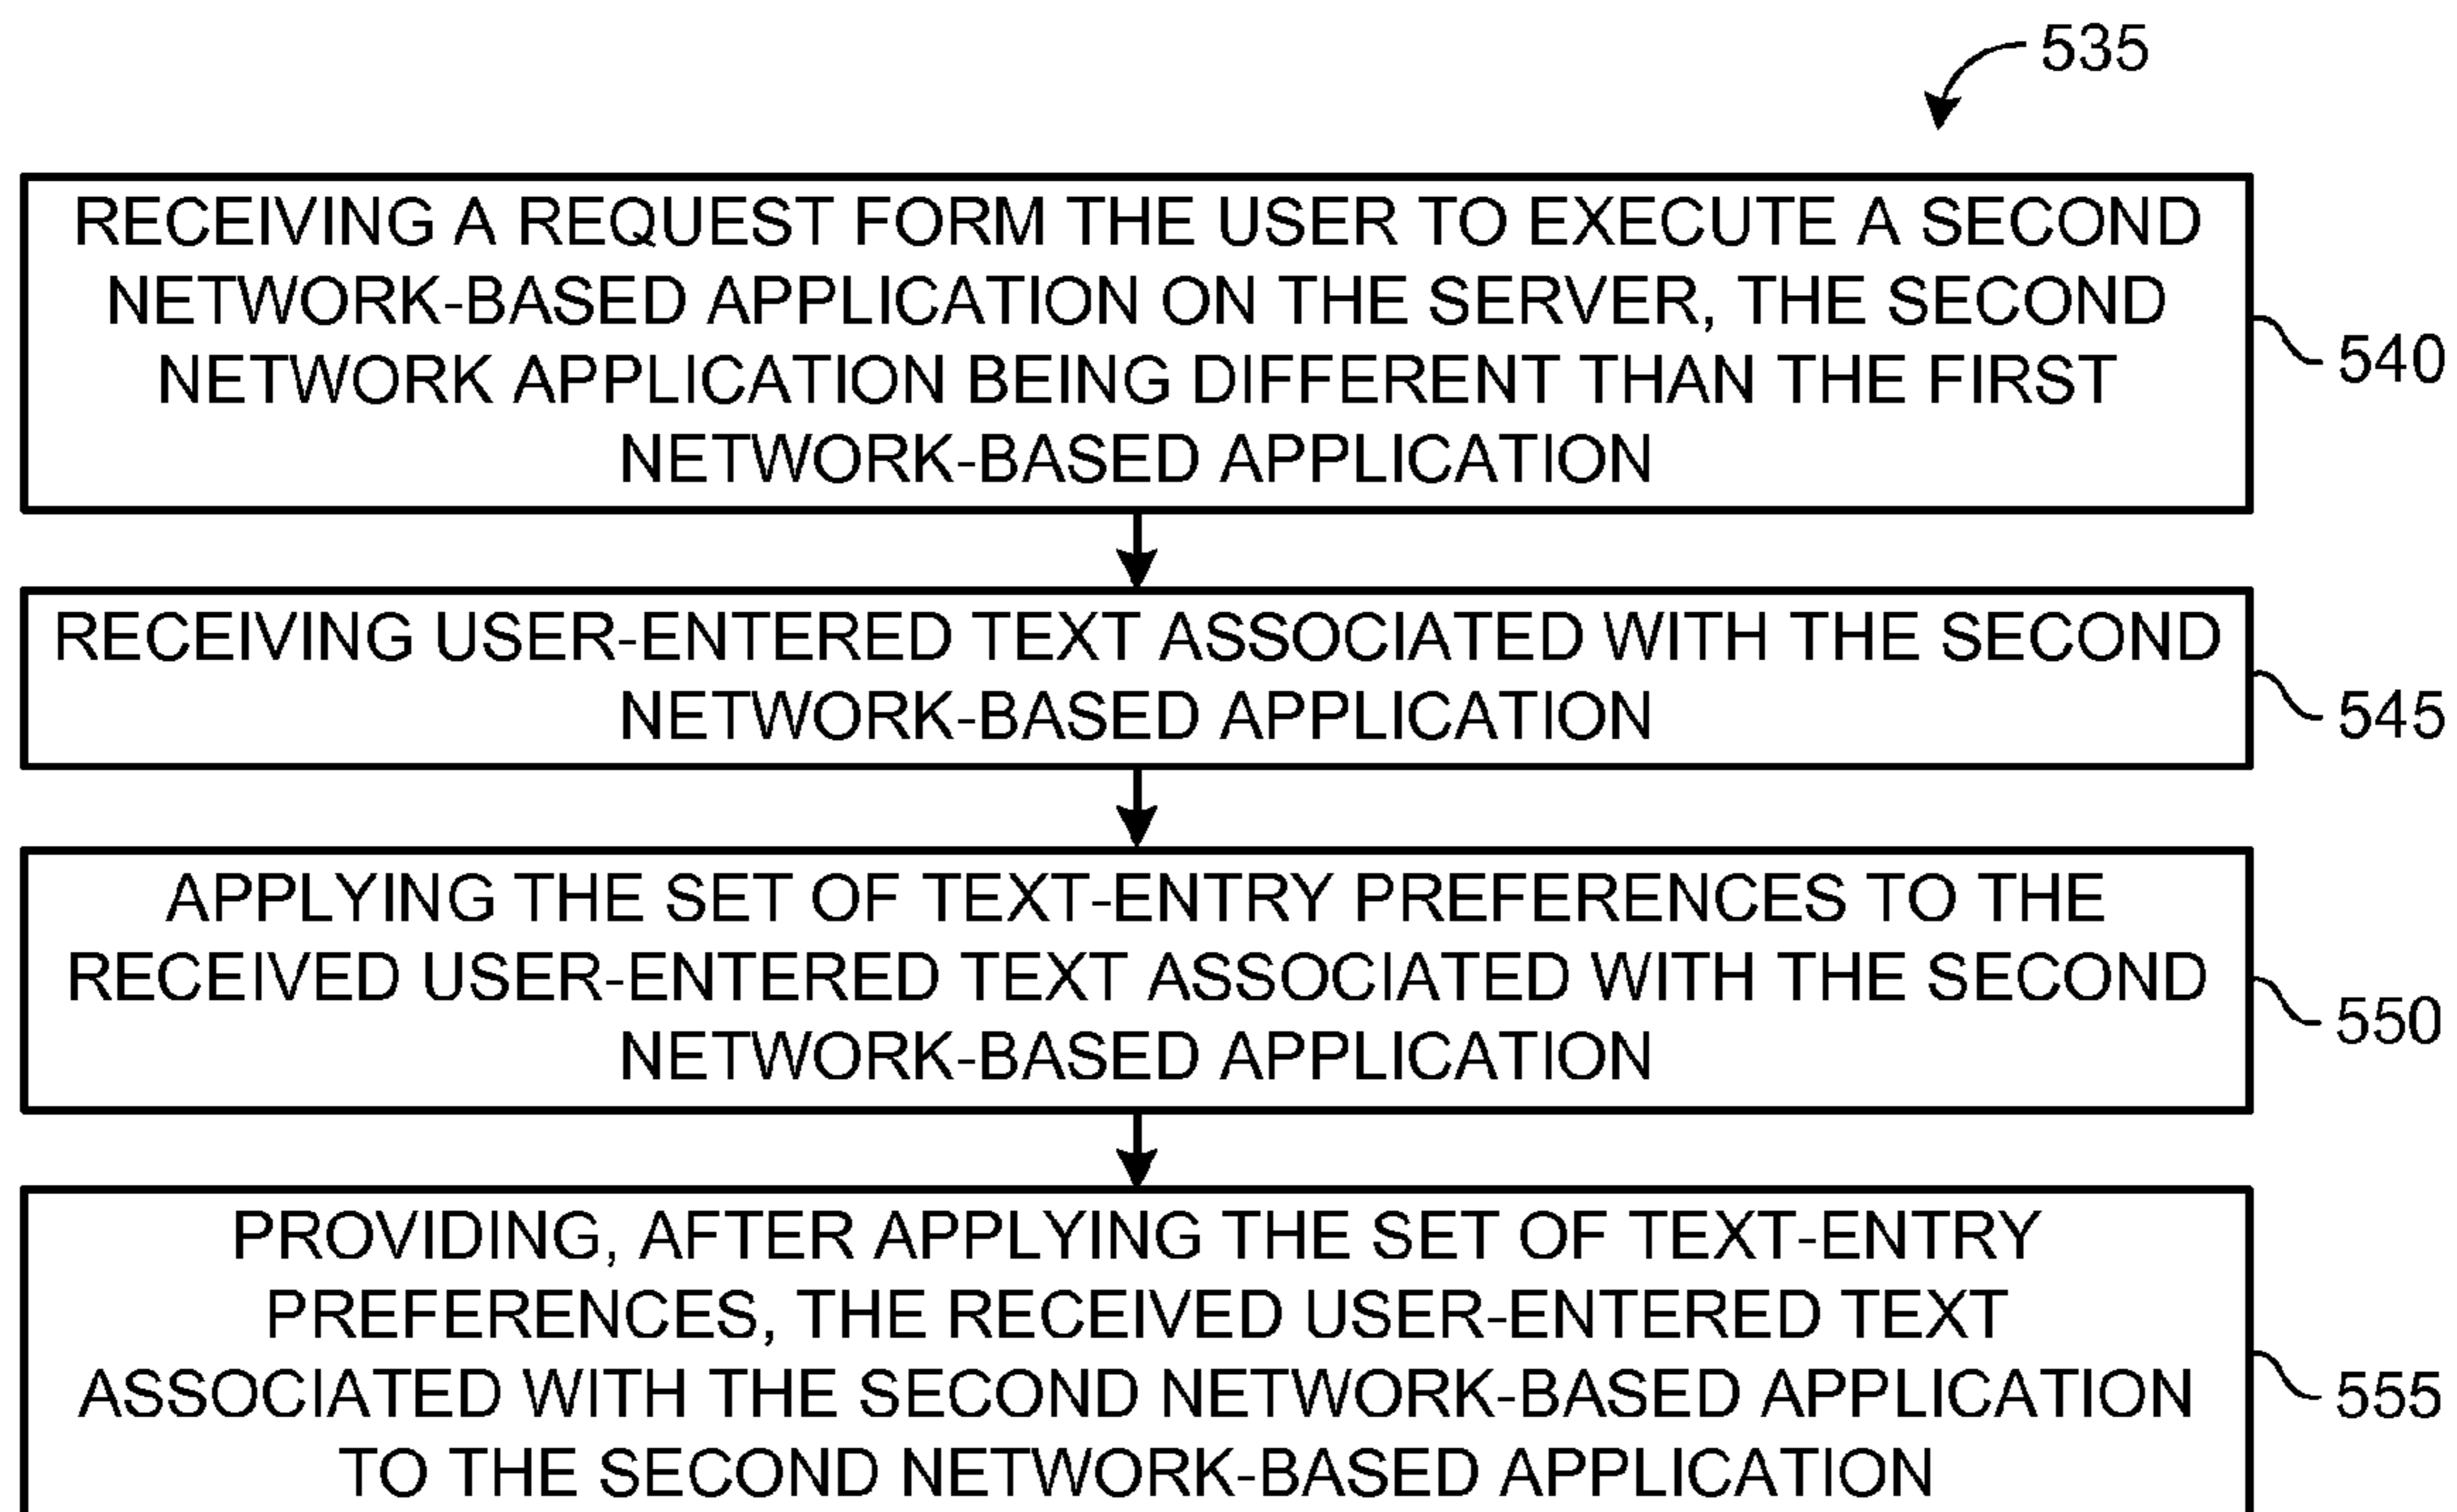 535
RECEIVING A REQUEST FORM THE USER TO EXECUTE A SECOND
NETWORK-BASED APPLICATION ON THE SERVER, THE SECOND
NETWORK APPLICATION BEING DIFFERENT THAN THE FIRST
NETWORK-BASED APPLICATION
540
RECEIVING USER-ENTERED TEXT ASSOCIATED WITH THE SECOND
NETWORK-BASED APPLICATION
545
APPLYING THE SET OF TEXT-ENTRY PREFERENCES TO THE
RECEIVED USER-ENTERED TEXT ASSOCIATED WITH THE SECOND
NETWORK-BASED APPLICATION
550
PROVIDING, AFTER APPLYING THE SET OF TEXT-ENTRY
PREFERENCES, THE RECEIVED USER-ENTERED TEXT
ASSOCIATED WITH THE SECOND NETWORK-BASED APPLICATION
TO THE SECOND NETWORK-BASED APPLICATION
555